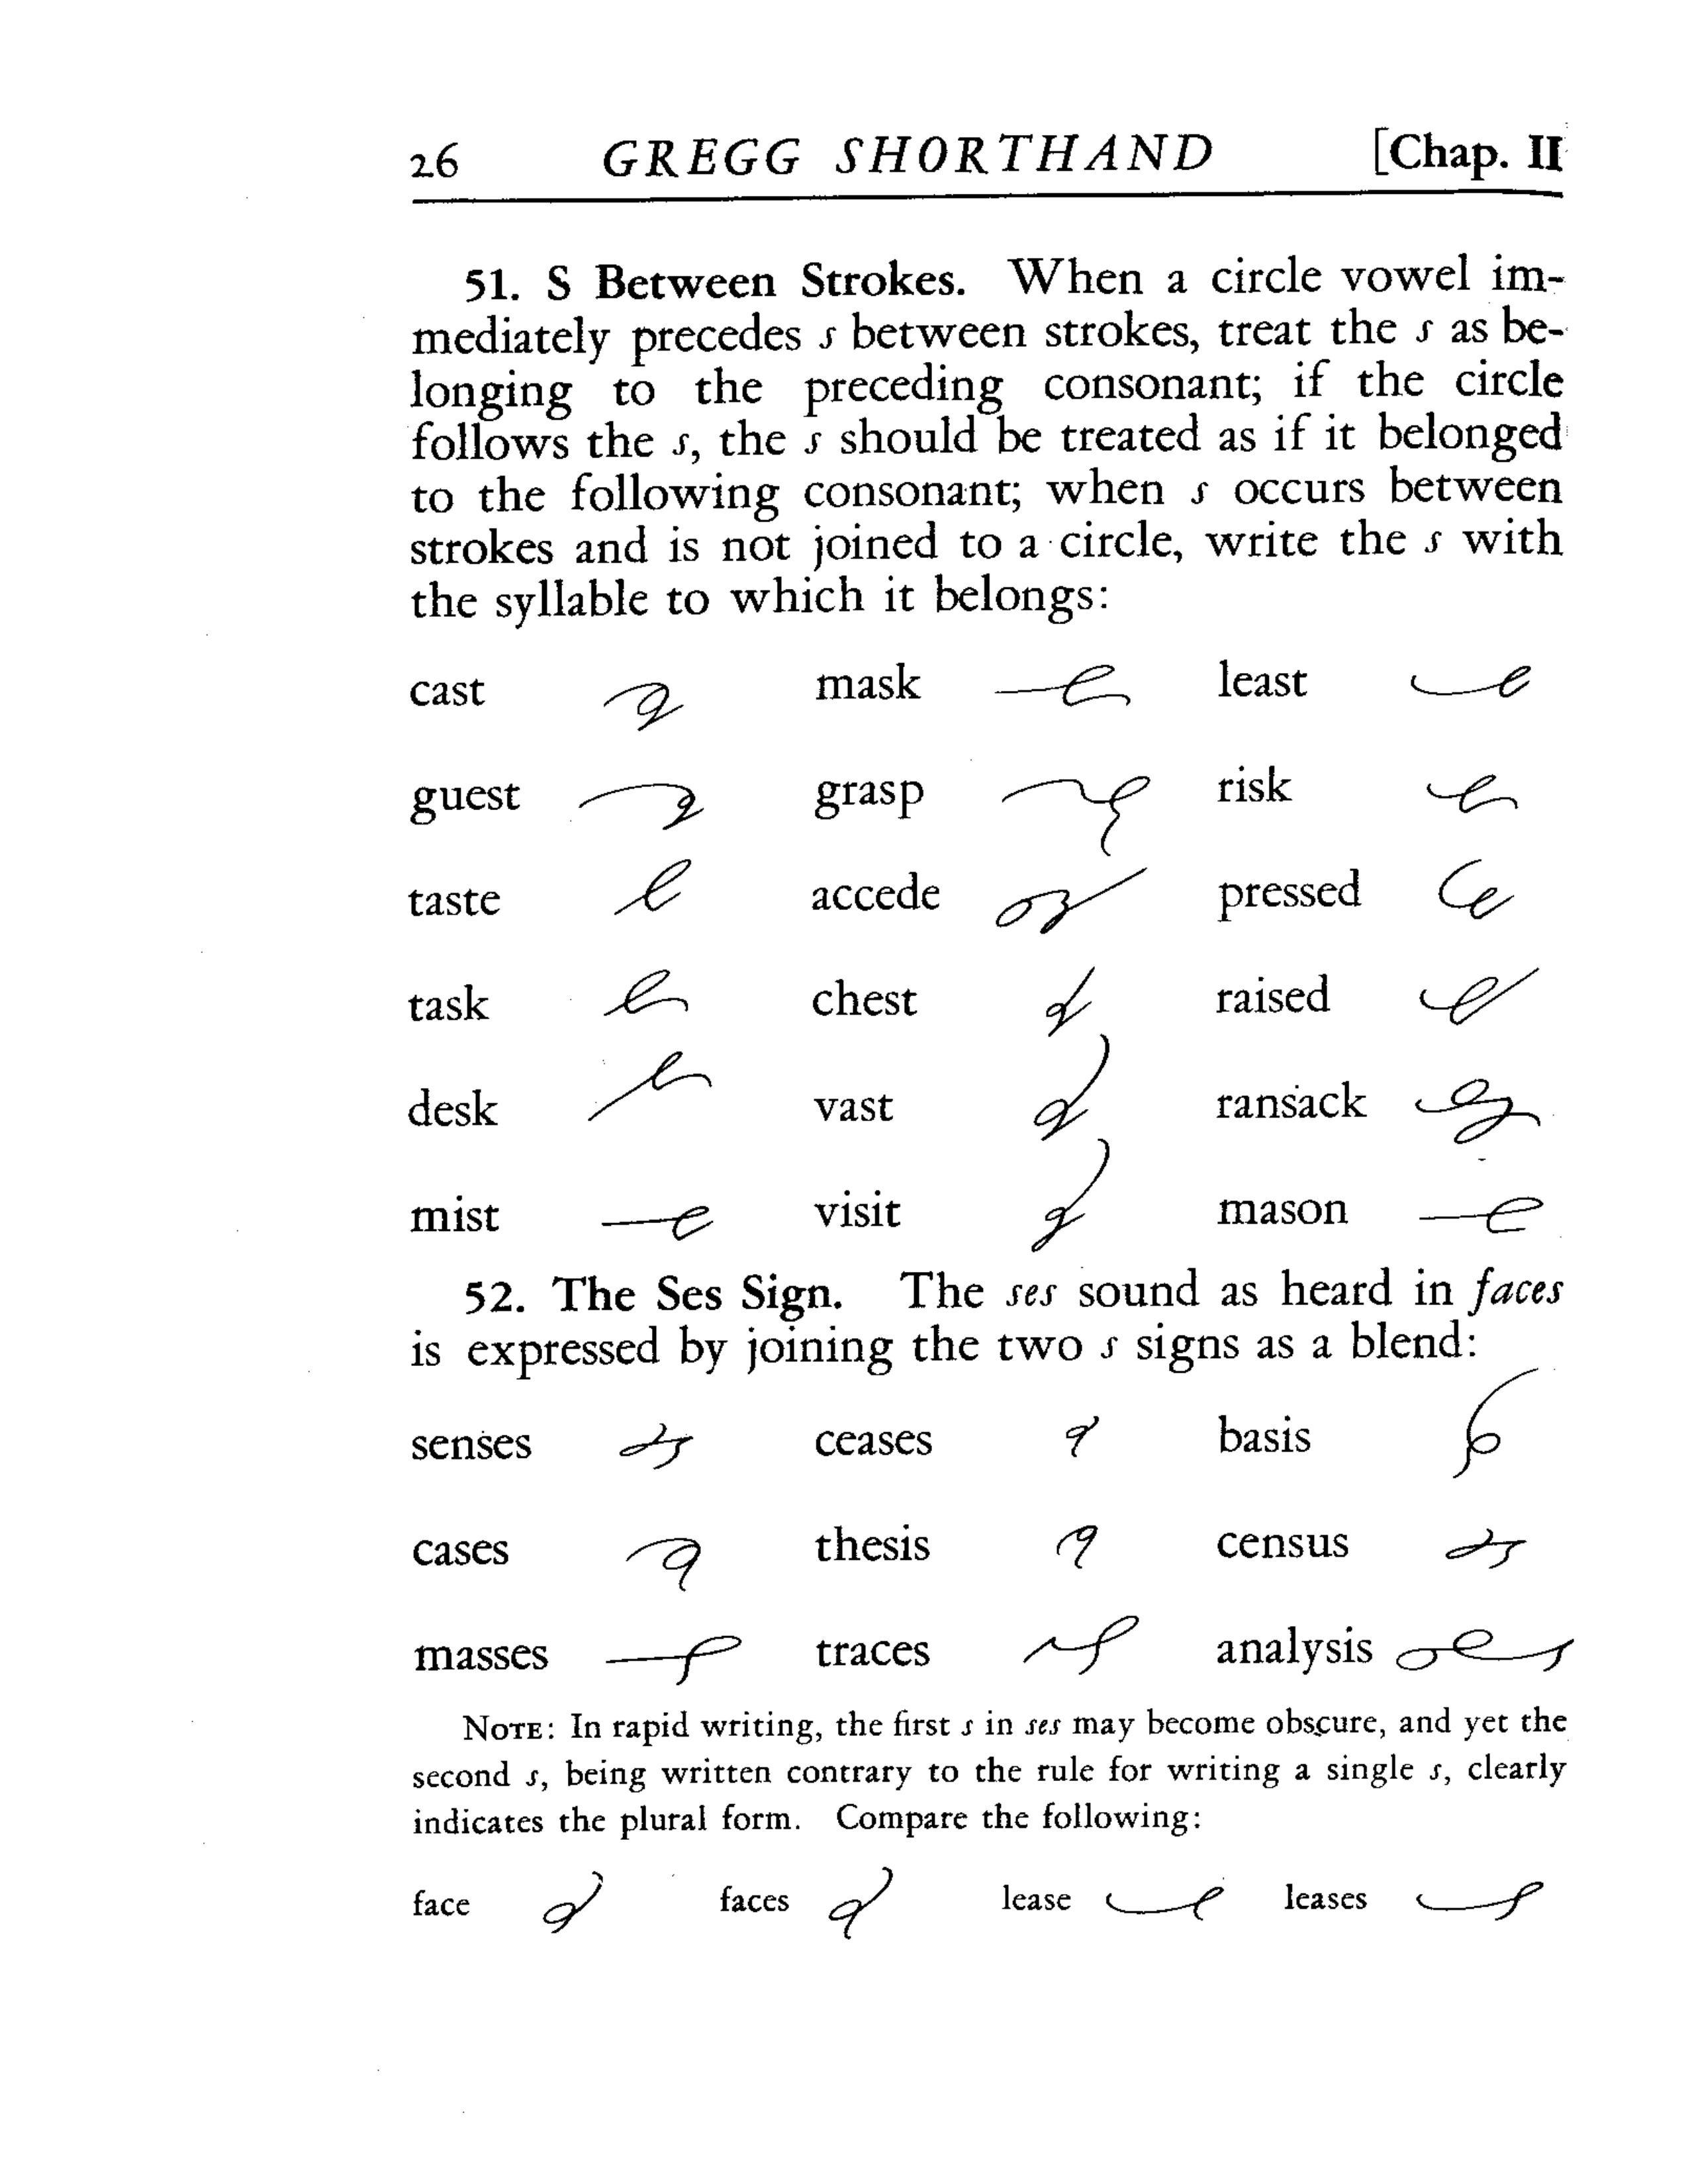 26 GREGG SHORTHAND [Chap. II
51. S Between Strokes. When a circle vowel im-
mediately precedes s between strokes, treat the s as be-
longing to the preceding consonant; if the circle
follows the s, the s should be treated as if it belonged
to the following consonant; when s occurs between
strokes and is not joined to a circle, write the s with
the syllable to which it belongs:
cast mask least
guest grasp risk
taste accede pressed
task chest raised
desk vast ransack
mist visit mason
52. The Ses Sign. The ses sound as heard in faces
is expressed by joining the two s signs as a blend:
senses ceases basis
cases thesis census
masses traces analysis
NOTE: In rapid writing, the first s in ses may become obscure, and yet the
second s, being written contrary to the rule for writing a single s, clearly
indicates the plural form. Compare the following:
face faces lease leases